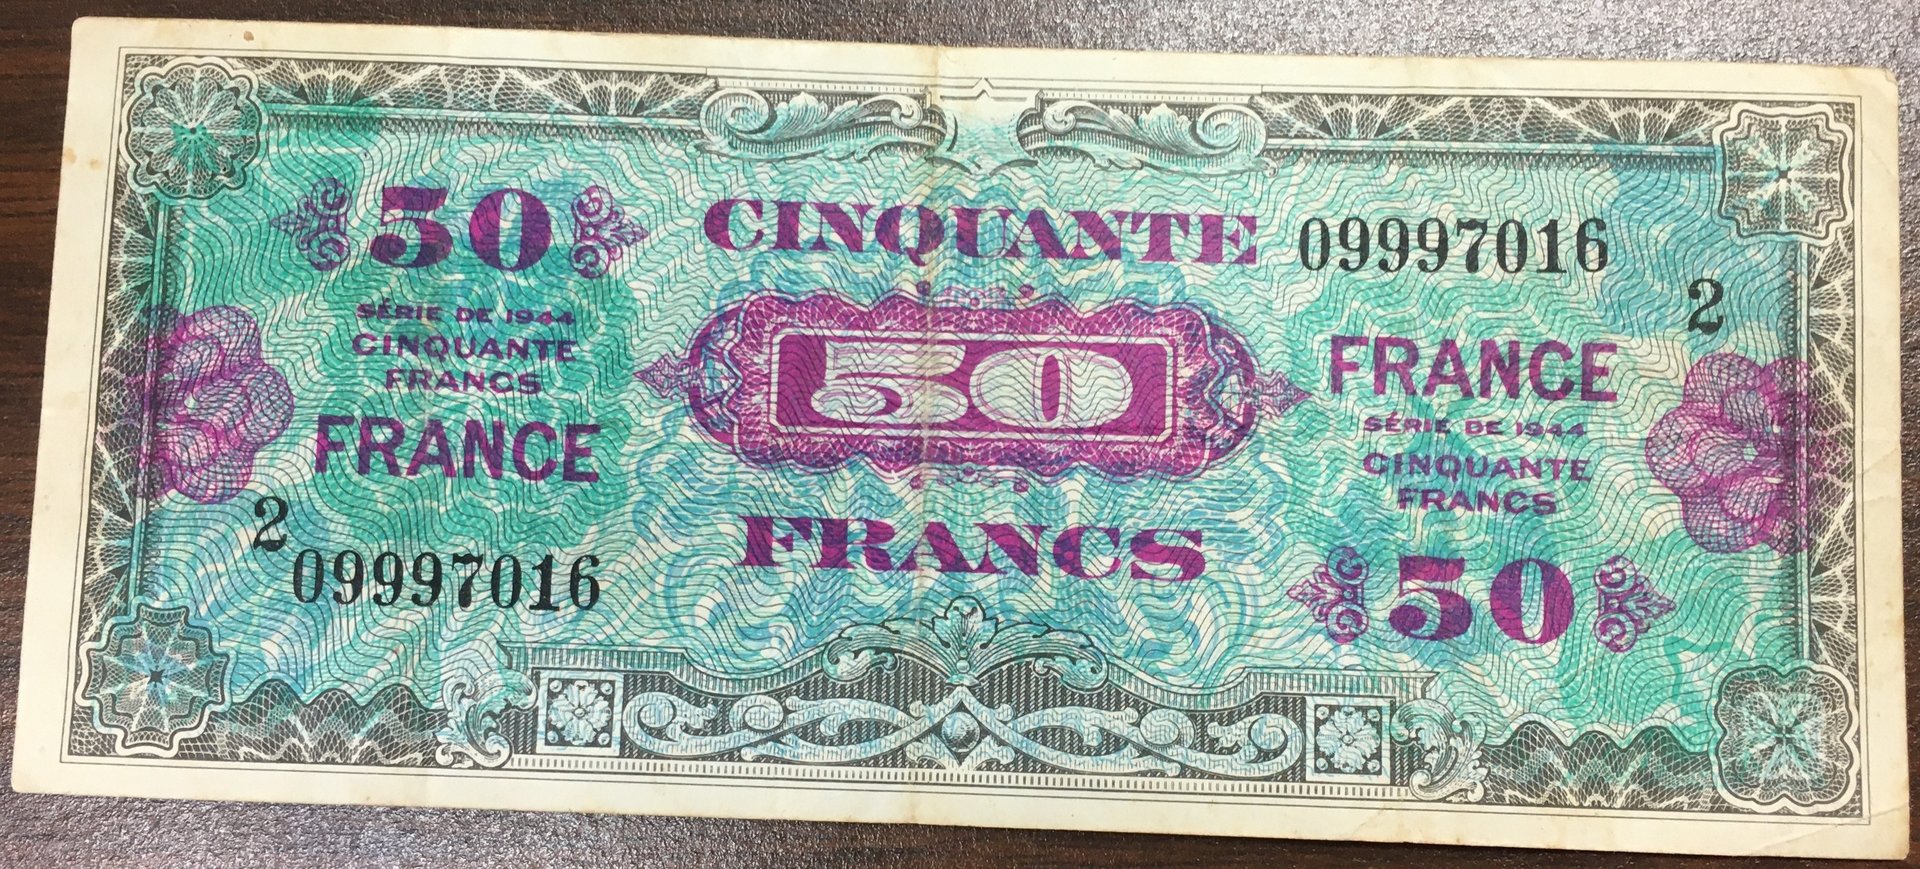 50
SÉRIE DE 1944
CINQUANTE
FRANCS
FRANCE
2
09997016
CINQUANTE
50
FRANCS
09997016
2
FRANCE
SÉRIE DE 1944
CINQUANTE
FRANCS
50